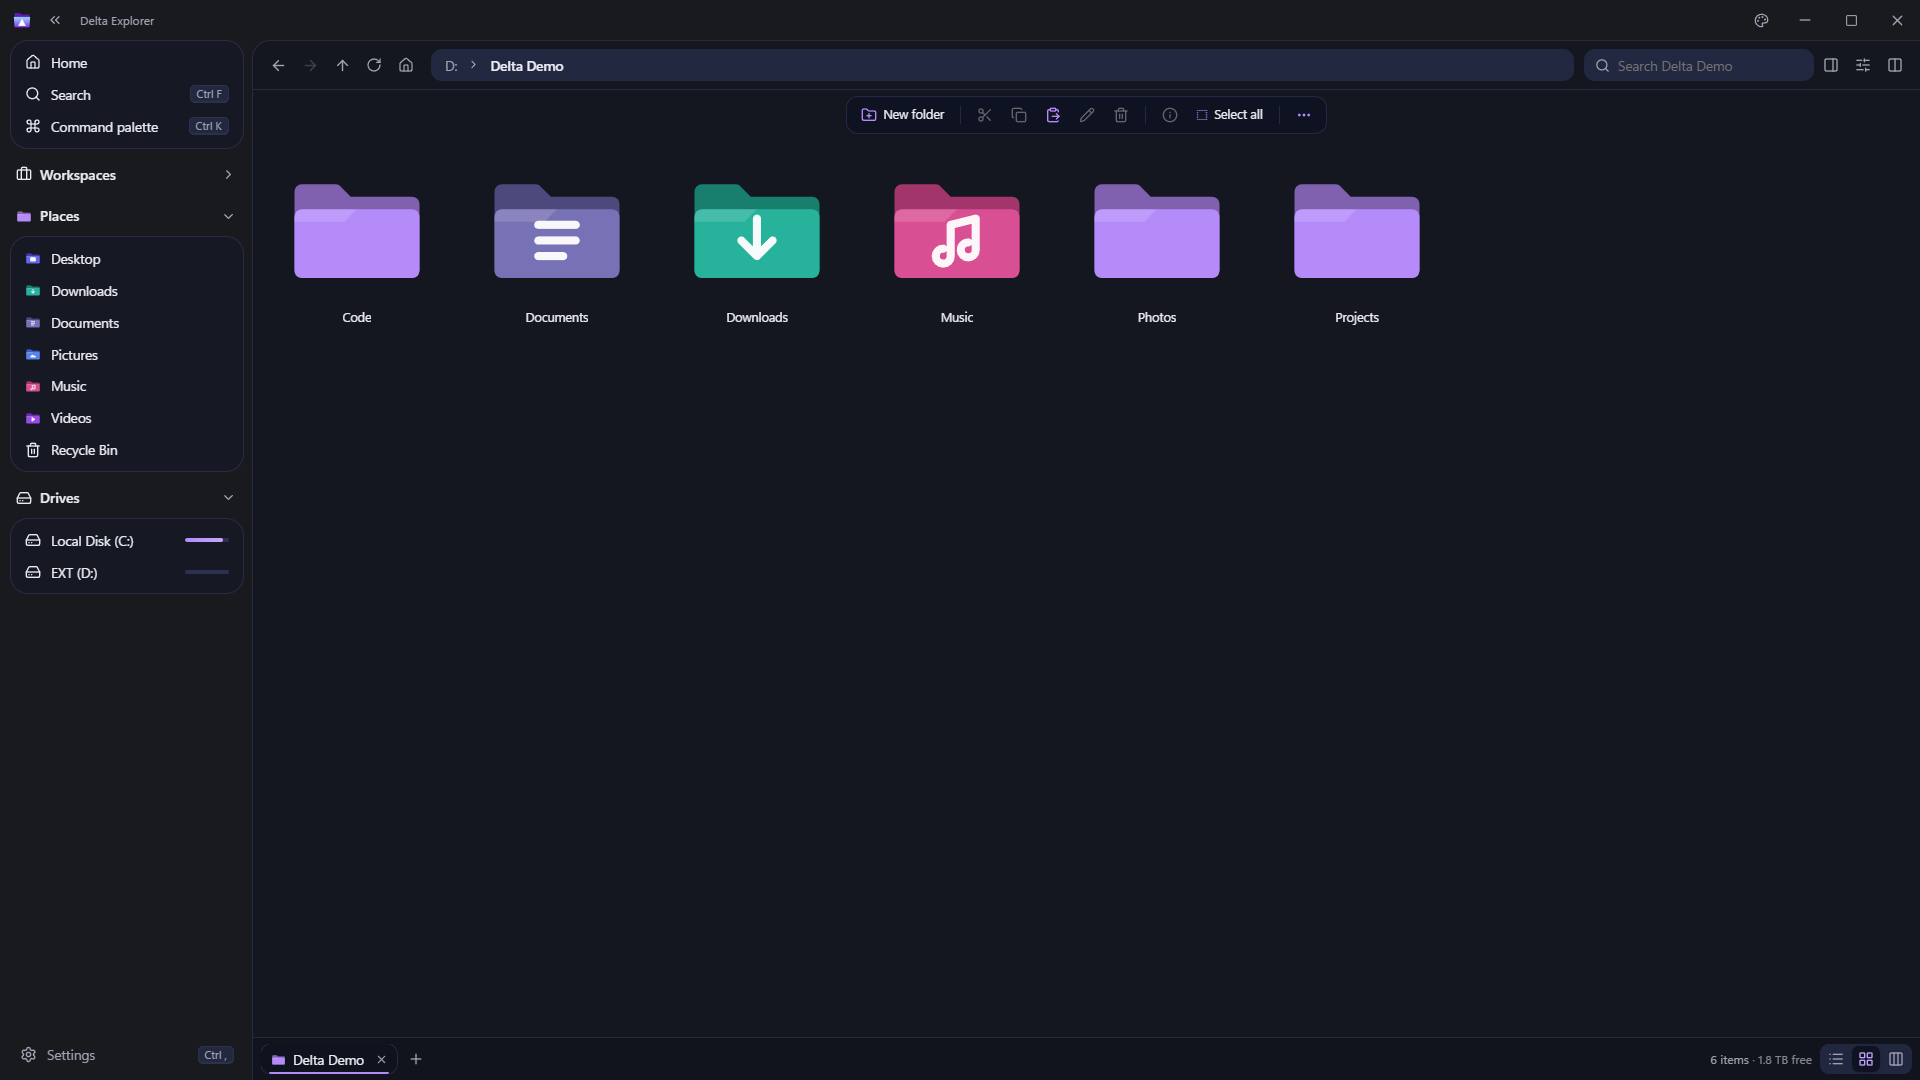 Delta Explorer
Home
Search Ctrl F
Command palette Ctrl K
Workspaces
Places
Desktop
Downloads
Documents
Pictures
Music
Videos
Recycle Bin
Drives
Local Disk (C:)
EXT (D:)
Settings Ctrl ,
D: Delta Demo
Search Delta Demo
New folder
Select all
Code
Documents
Downloads
Music
Photos
Projects
Delta Demo
6 items · 1.8 TB free